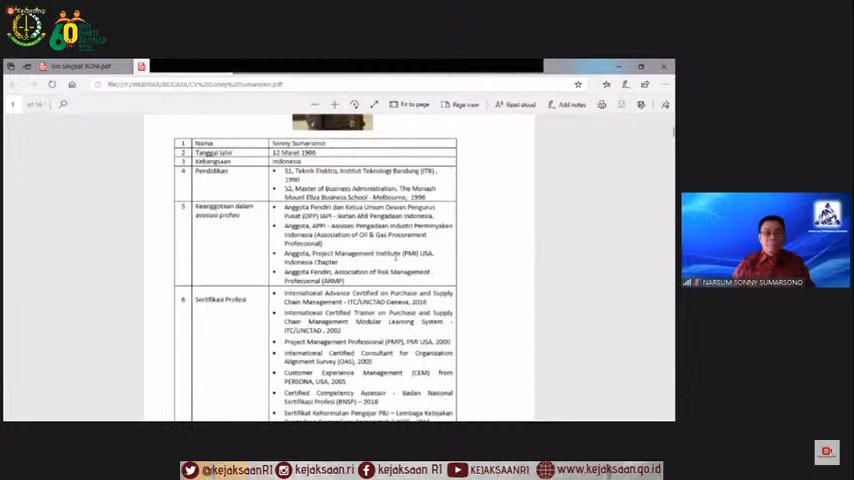 Recording
60
Bio Singkat RONI.pdf
1 of 16
Fit to page
Page view
Read aloud
Add notes
1 Nama Sonny Sumarsono
2 Tanggal lahir 12 Maret 1966
3 Kebangsaan Indonesia
4 Pendidikan • S1, Teknik Elektro, Institut Teknologi Bandung (ITB) ,
1990
• S2, Master of Business Administration, The Monash
Mount Eliza Business School - Melbourne, 1996
5 Keanggotaan dalam • Anggota Pendiri dan Ketua Umum Dewan Pengurus
asosiasi profesi Pusat (DPP) IAPI - Ikatan Ahli Pengadaan Indonesia.
• Anggota, APPI - Asosiasi Pengadaan Industri Perminyakan
Indonesia (Association of Oil & Gas Procurement
Professional)
• Anggota, Project Management Institute (PMI) USA,
Indonesia Chapter
• Anggota Pendiri, Association of Risk Management
Professional (ARMP)
6 Sertifikasi Profesi • International Advance Certified on Purchase and Supply
Chain Management - ITC/UNCTAD Geneva, 2016
• International Certified Trainer on Purchase and Supply
Chain Management Modular Learning System -
ITC/UNCTAD , 2002
• Project Management Professional (PMP), PMI USA, 2000
• International Certified Consultant for Organization
Alignment Survey (OAS), 2005
• Customer Experience Management (CEM) from
PERSONA, USA, 2005
• Certified Competency Assessor - Badan Nasional
Sertifikasi Profesi (BNSP) – 2018
• Sertifikat Kehormatan Pengajar PBJ – Lembaga Kebijakan
NARSUM SONNY SUMARSONO
@kejaksaanRI
kejaksaan.ri
kejaksaan RI
KEJAKSAANRI
www.kejaksaan.go.id